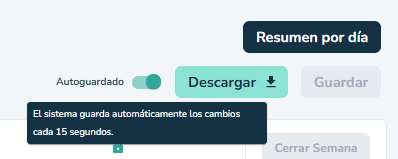 Resumen por día
Autoguardado
Descargar
Guardar
El sistema guarda automáticamente los cambios
cada 15 segundos.
Cerrar Semana